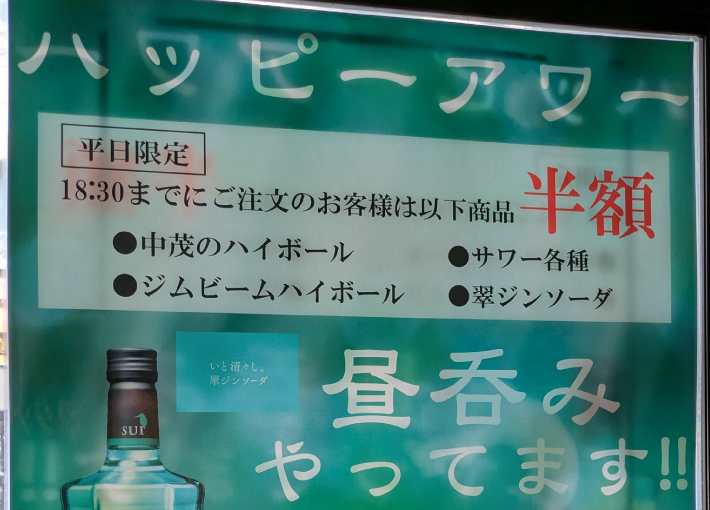 ハッピーアワー
平日限定
18:30までにご注文のお客様は以下商品半額
●中茂のハイボール ●サワー各種
●ジムビームハイボール ●翠ジンソーダ
いと清々し。
翠ジンソーダ
SUI
昼呑み
やってます!!